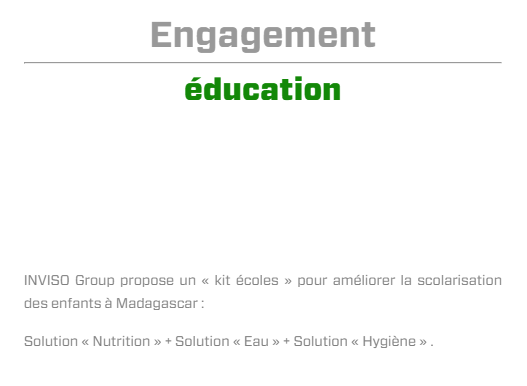 Engagement
éducation
INVISO Group propose un « kit écoles » pour améliorer la scolarisation
des enfants à Madagascar :
Solution « Nutrition » + Solution « Eau » + Solution « Hygiène » .